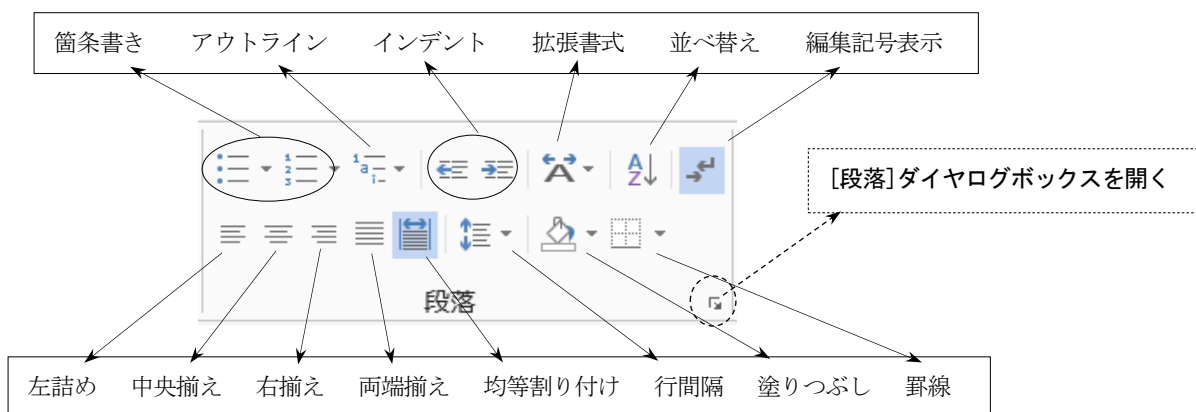 箇条書き アウトライン インデント 拡張書式 並べ替え 編集記号表示
[段落]ダイヤログボックスを開く
段落
左詰め 中央揃え 右揃え 両端揃え 均等割り付け 行間隔 塗りつぶし 罫線